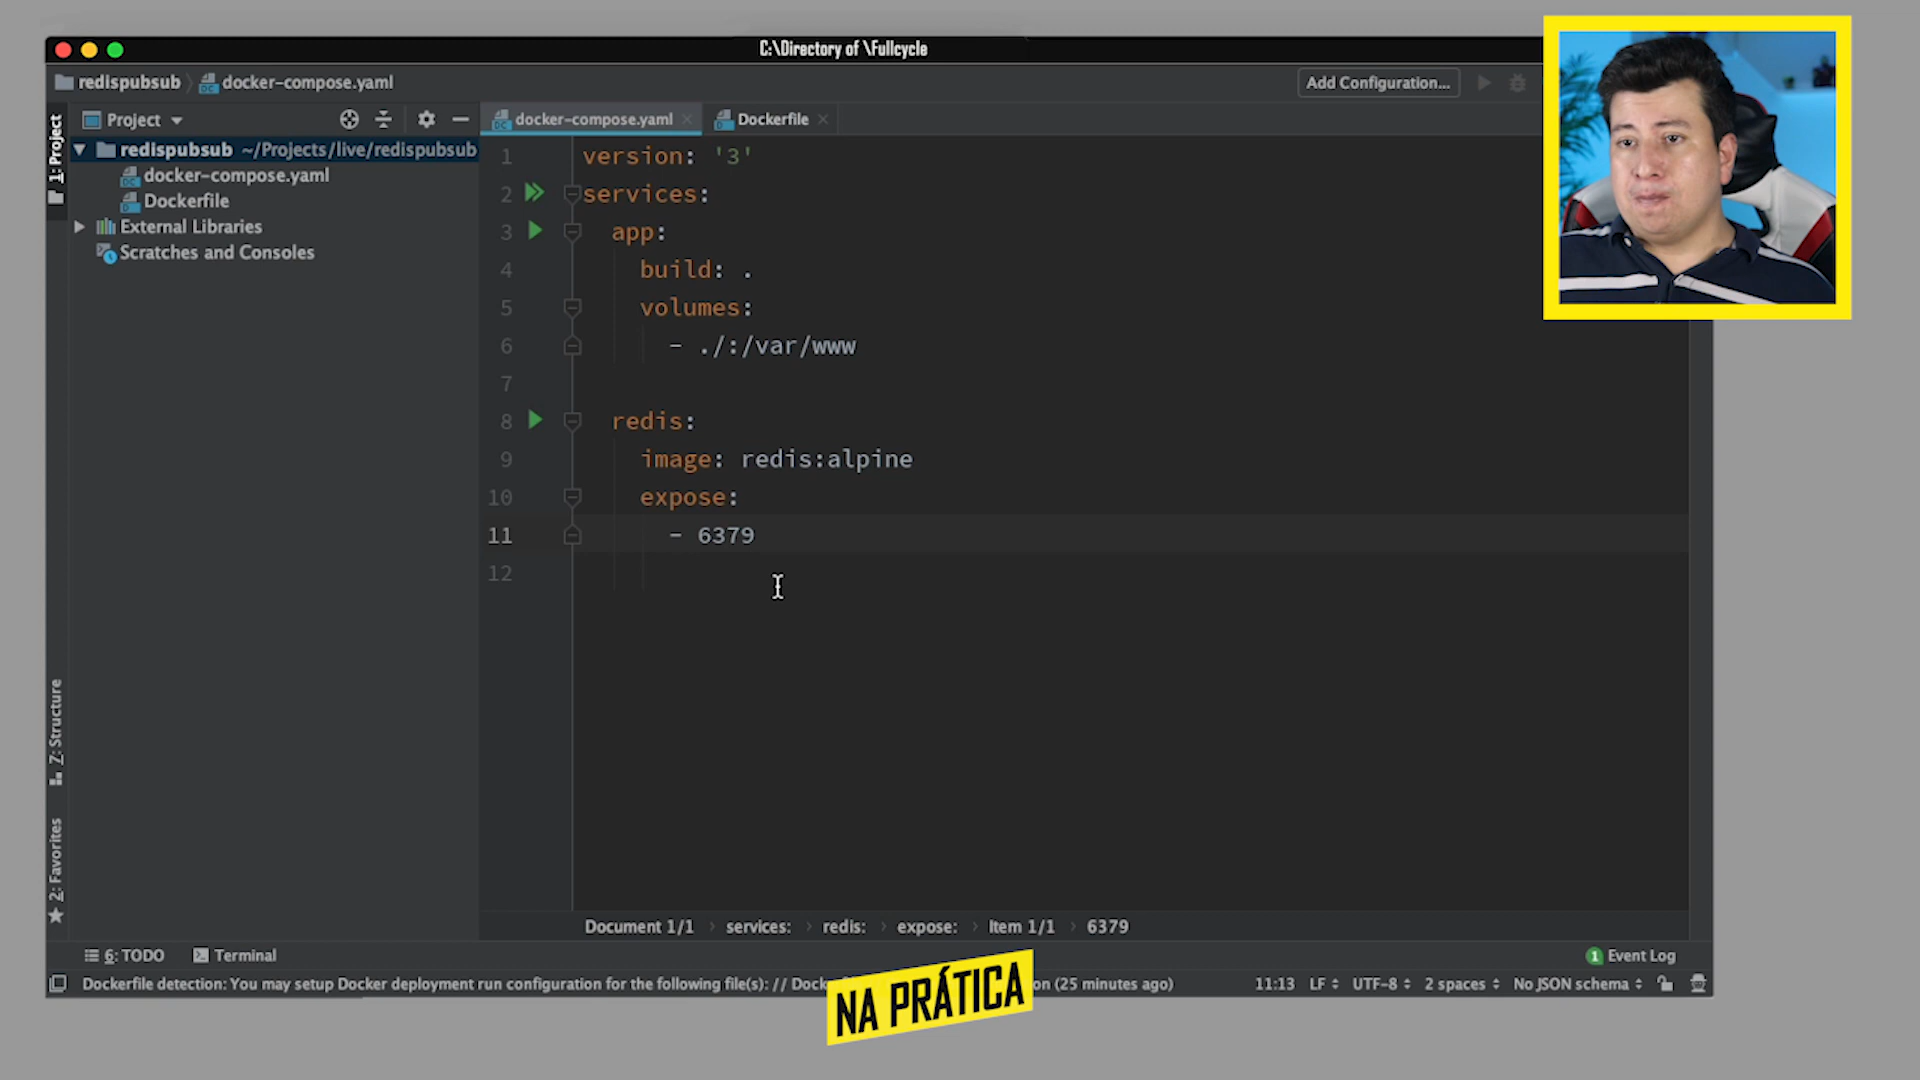 C:\Directory of \Fullcycle
redispubsub
docker-compose.yaml
Add Configuration...
1: Project
Project
docker-compose.yaml
Dockerfile
redispubsub ~/Projects/live/redispubsub
docker-compose.yaml
Dockerfile
External Libraries
Scratches and Consoles
1 version: '3'
2 services:
3 app:
4 build: .
5 volumes:
6 - ./:/var/www
7
8 redis:
9 image: redis:alpine
10 expose:
11 - 6379
12
Z: Structure
2: Favorites
Document 1/1 services: redis: expose: Item 1/1 6379
6: TODO
Terminal
1 Event Log
Dockerfile detection: You may setup Docker deployment run configuration for the following file(s): // Dock
on (25 minutes ago)
11:13 LF UTF-8 2 spaces No JSON schema
NA PRÁTICA